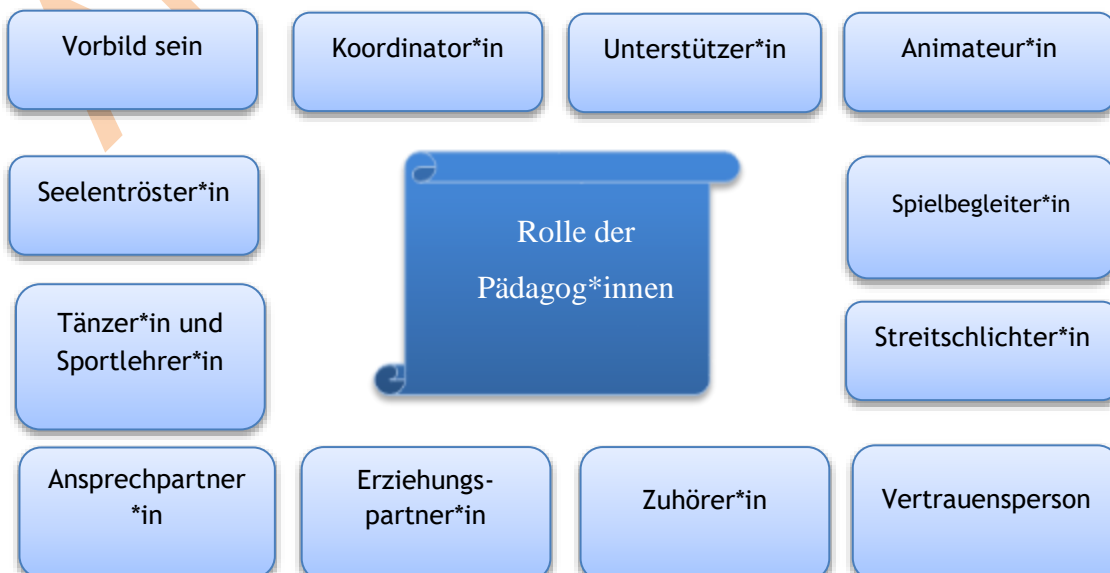 Vorbild sein
Koordinator*in
Unterstützer*in
Animateur*in
Seelentröster*in
Rolle der
Pädagog*innen
Spielbegleiter*in
Tänzer*in und
Sportlehrer*in
Streitschlichter*in
Ansprechpartner
*in
Erziehungs-
partner*in
Zuhörer*in
Vertrauensperson